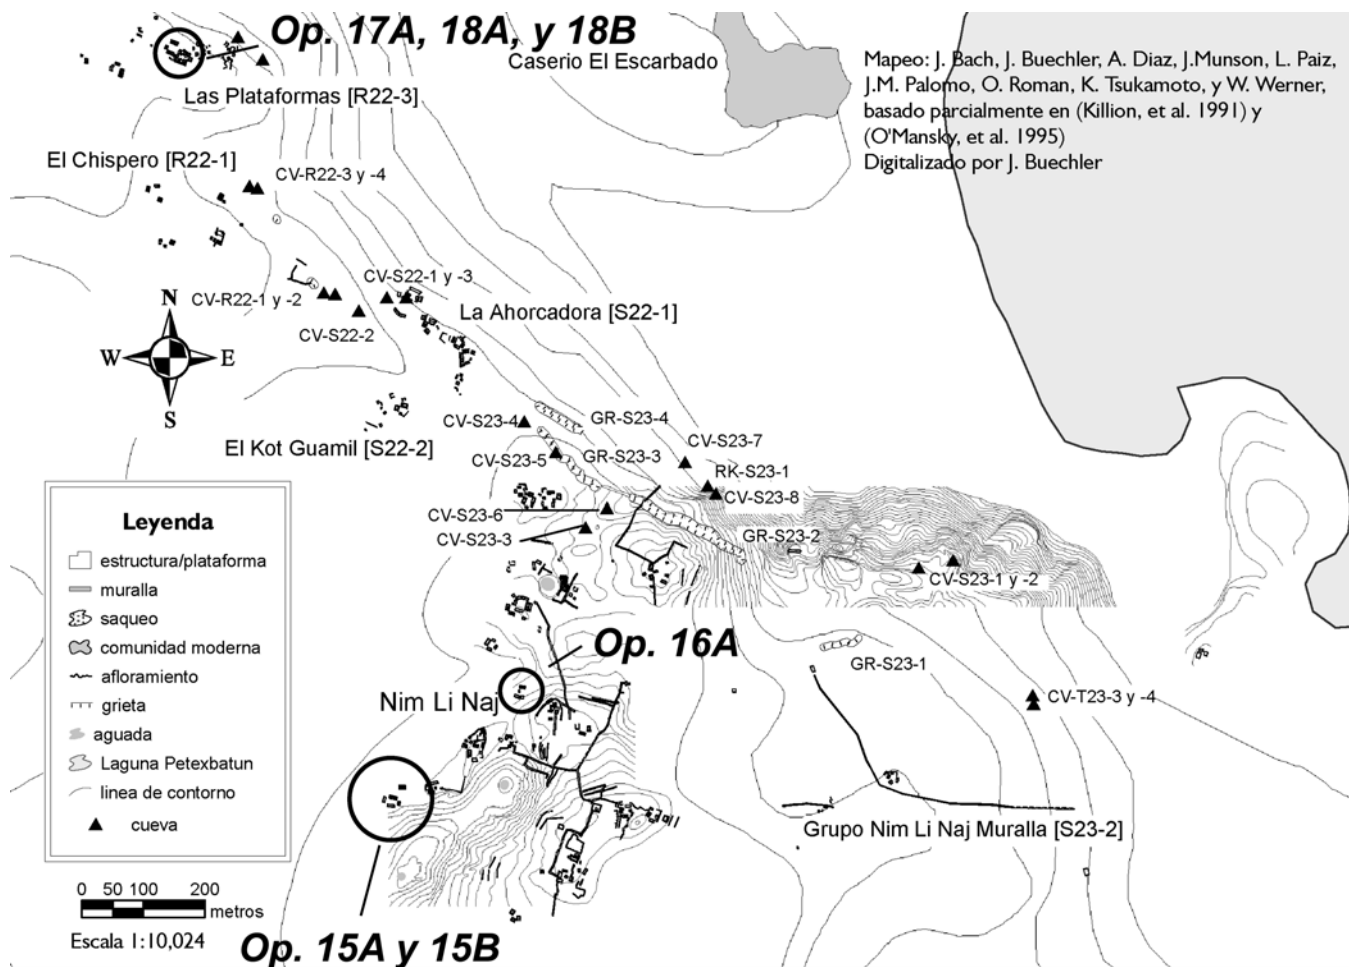 Op. 17A, 18A, y 18B
Caserio El Escarbado
Mapeo: J. Bach, J. Buechler, A. Diaz, J.Munson, L. Paiz,
J.M. Palomo, O. Roman, K. Tsukamoto, y W. Werner,
basado parcialmente en (Killion, et al. 1991) y
(O'Mansky, et al. 1995)
Digitalizado por J. Buechler
Las Plataformas [R22-3]
El Chispero [R22-1]
CV-R22-3 y -4
CV-S22-1 y -3
CV-R22-1 y -2
N
La Ahorcadora [S22-1]
CV-S22-2
W
E
S
CV-S23-4
GR-S23-4
El Kot Guamil [S22-2]
CV-S23-7
CV-S23-5
GR-S23-3
RK-S23-1
CV-S23-8
CV-S23-6
CV-S23-3
GR-S23-2
CV-S23-1 y -2
Op. 16A
GR-S23-1
Nim Li Naj
CV-T23-3 y -4
Grupo Nim Li Naj Muralla [S23-2]
Leyenda
estructura/plataforma
muralla
saqueo
comunidad moderna
afloramiento
grieta
aguada
Laguna Petexbatun
linea de contorno
cueva
0 50 100 200
metros
Escala 1:10,024
Op. 15A y 15B